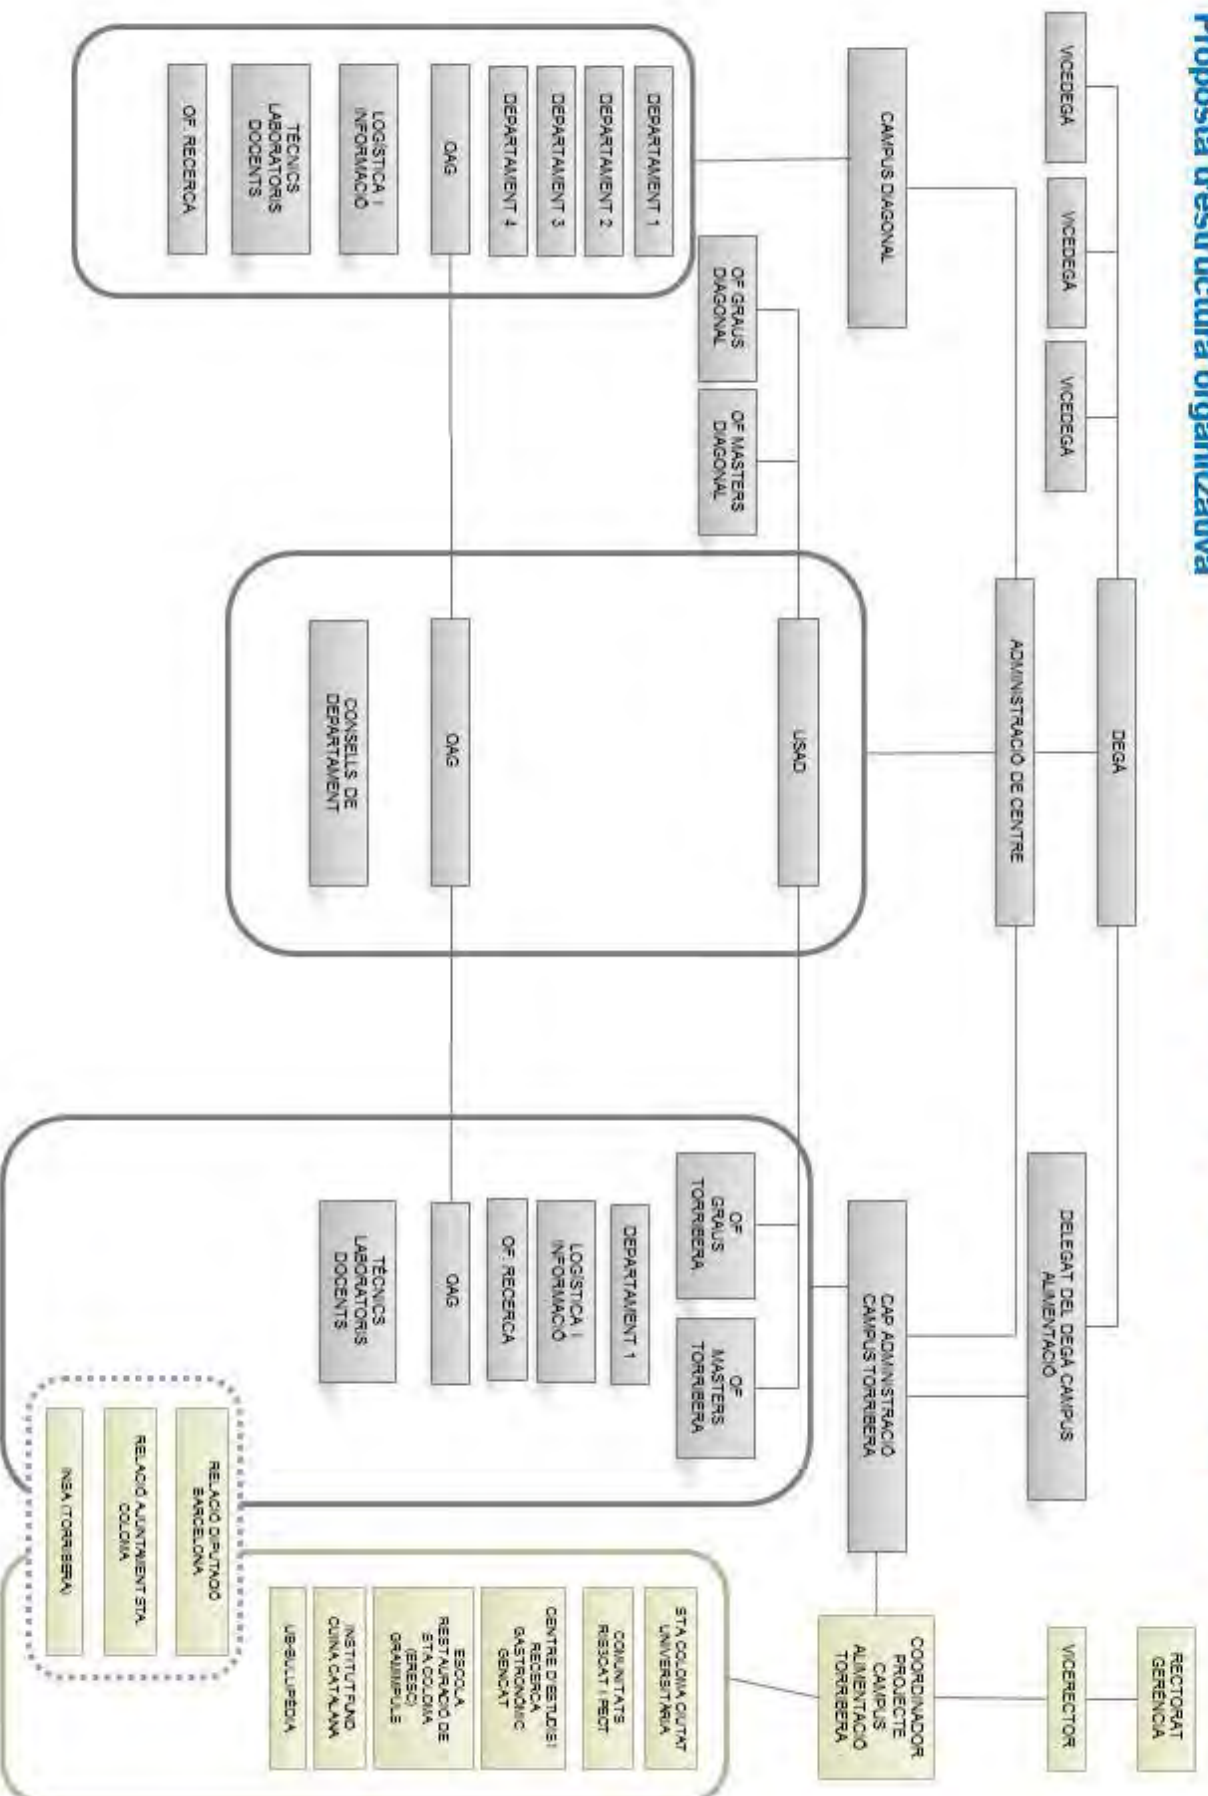 Proposta d'estructura organitzativa
DEGÀ
RECTORAT
GERÈNCIA
VICEDEGÀ
VICEDEGÀ
VICEDEGÀ
DELEGAT DEL DEGÀ CAMPUS
ALIMENTACIÓ
VICERECTOR
ADMINISTRACIÓ DE CENTRE
CAMPUS DIAGONAL
CAP ADMINISTRACIÓ
CAMPUS TORRIBERA
COORDINADOR
PROJECTE
CAMPUS
ALIMENTACIÓ
TORRIBERA
OF GRAUS
DIAGONAL
OF MASTERS
DIAGONAL
USAD
OF
GRAUS
TORRIBERA
OF
MASTERS
TORRIBERA
DEPARTAMENT 1
DEPARTAMENT 2
DEPARTAMENT 3
DEPARTAMENT 4
OAG
LOGÍSTICA I
INFORMACIÓ
TÈCNICS
LABORATORIS
DOCENTS
OF. RECERCA
OAG
CONSELLS DE
DEPARTAMENT
DEPARTAMENT 1
LOGÍSTICA I
INFORMACIÓ
OF. RECERCA
OAG
TÈCNICS
LABORATORIS
DOCENTS
STA COLOMA CIUTAT
UNIVERSITÀRIA
COMUNITATS
RIS3CAT I PECT
CENTRE D'ESTUDIS I
RECERCA
GASTRONÒMIC
GENCAT
ESCOLA
RESTAURACIÓ DE
STA COLOMA
(ERESC)
GRAMIMPULS
INSTITUT FUND
CUINA CATALANA
UB-BULLIPÈDIA
RELACIÓ DIPUTACIÓ
BARCELONA
RELACIÓ AJUNTAMENT STA.
COLOMA
INSA (TORRIBERA)